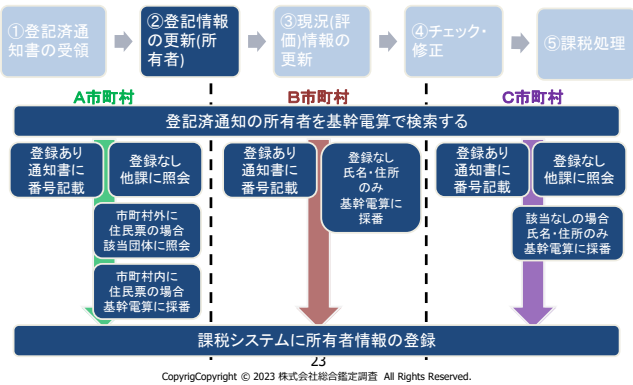 ①登記済通
知書の受領
②登記情報
の更新(所
有者)
③現況(評
価)情報の
更新
④チェック・
修正
⑤課税処理
A市町村
B市町村
C市町村
登記済通知の所有者を基幹電算で検索する
登録あり
通知書に
番号記載
登録なし
他課に照会
市町村外に
住民票の場合
該当団体に照会
市町村内に
住民票の場合
基幹電算に採番
登録あり
通知書に
番号記載
登録なし
氏名・住所
のみ
基幹電算に
採番
登録あり
通知書に
番号記載
登録なし
他課に照会
該当なしの場合
氏名・住所のみ
基幹電算に採番
課税システムに所有者情報の登録
23
CopyrigCopyright © 2023 株式会社総合鑑定調査 All Rights Reserved.